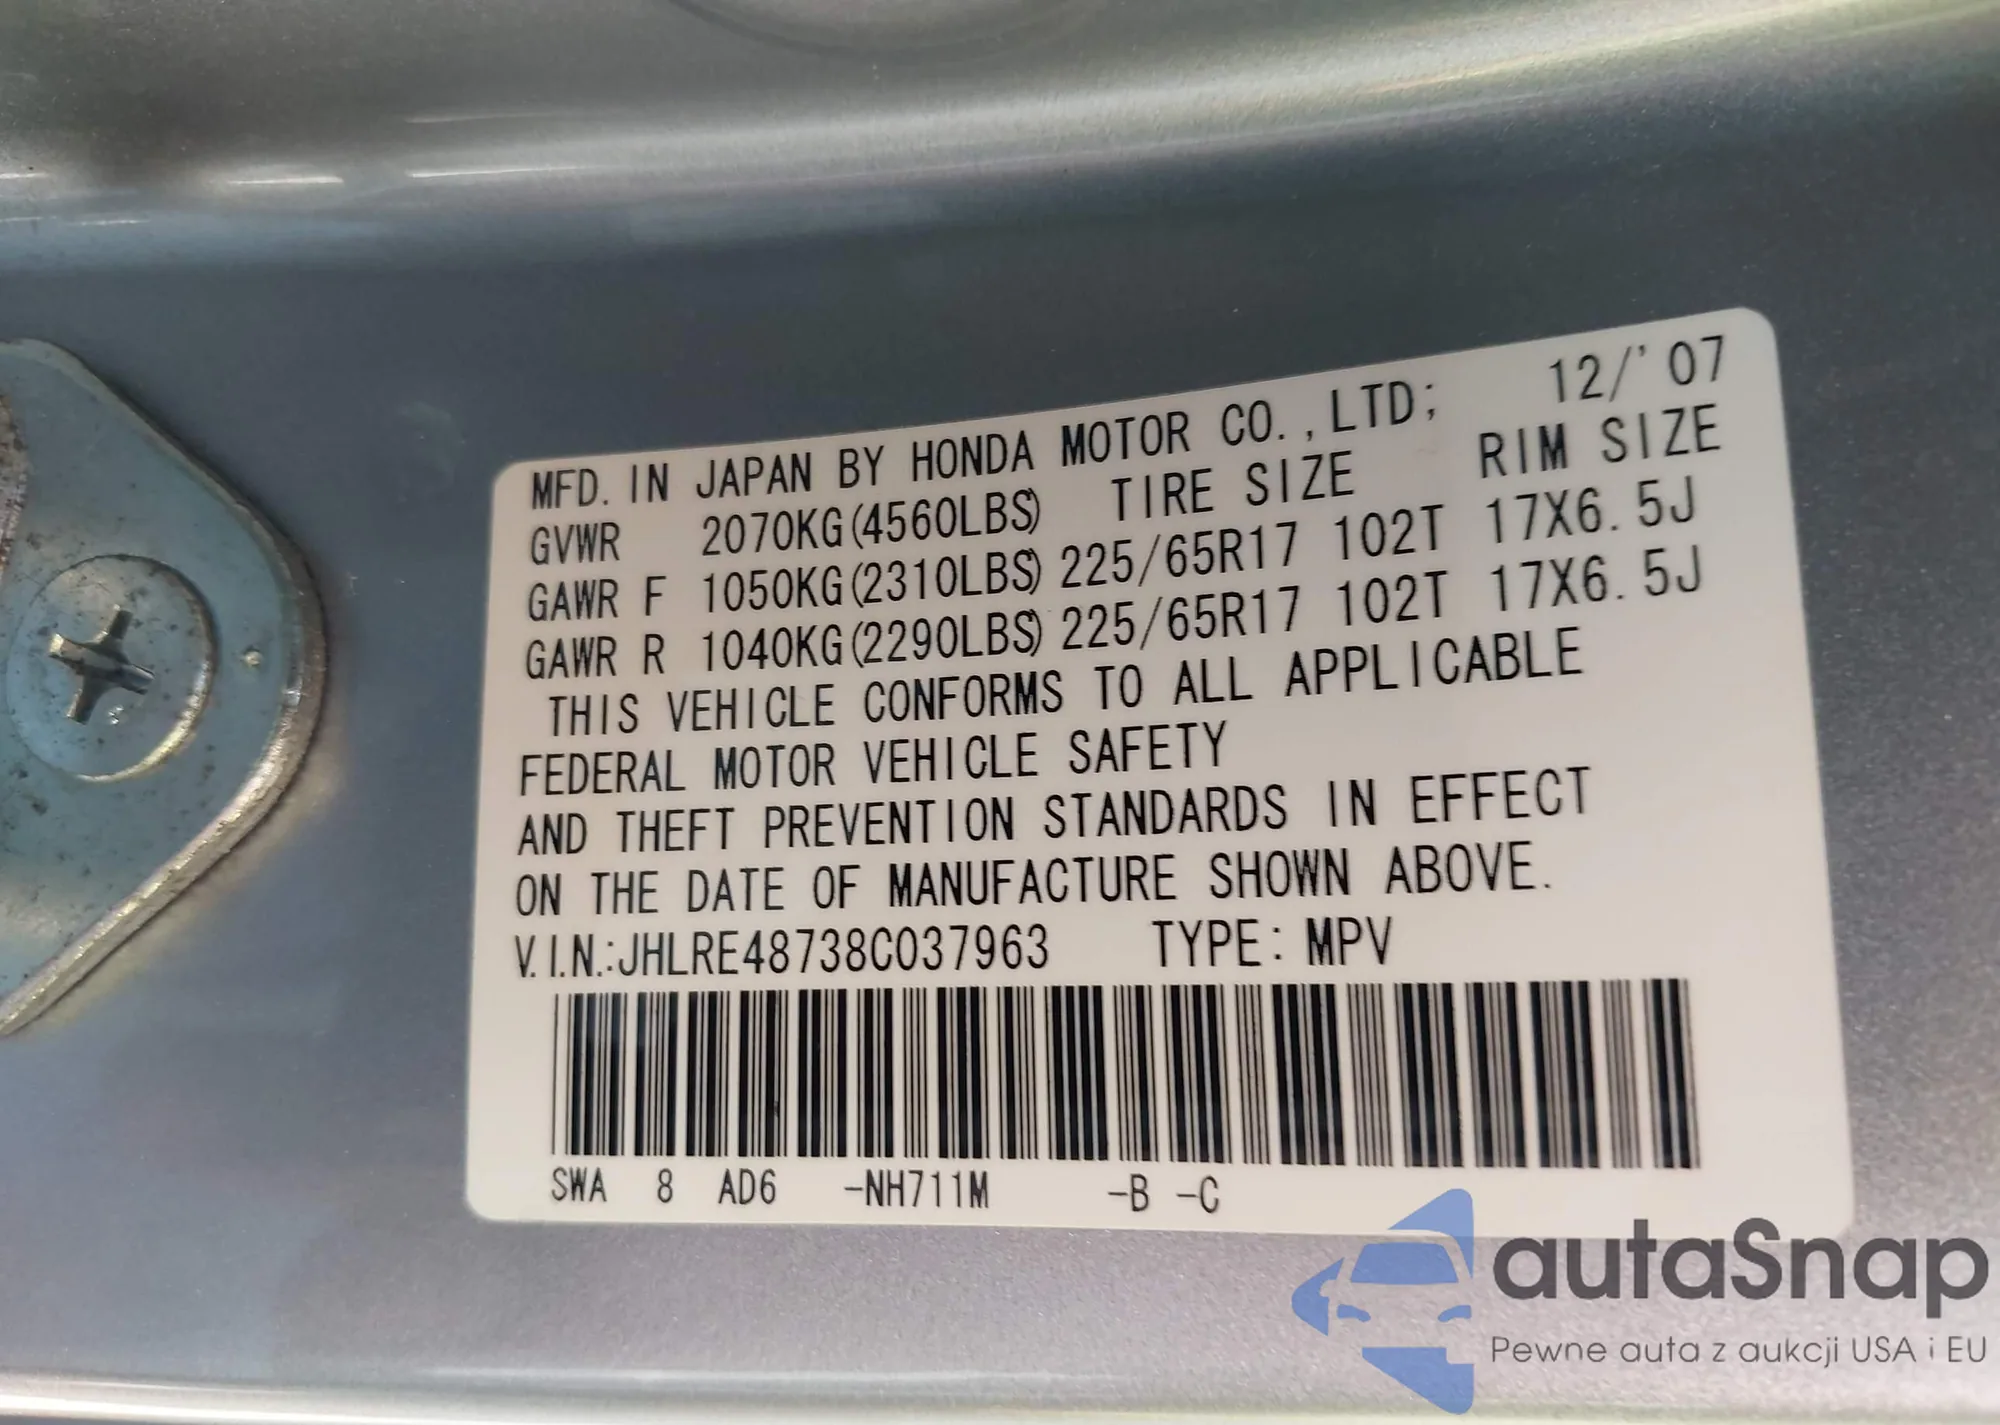 MFD. IN JAPAN BY HONDA MOTOR CO.,LTD; 12/'07
GVWR 2070KG(4560LBS) TIRE SIZE RIM SIZE
GAWR F 1050KG(2310LBS) 225/65R17 102T 17X6.5J
GAWR R 1040KG(2290LBS) 225/65R17 102T 17X6.5J
THIS VEHICLE CONFORMS TO ALL APPLICABLE
FEDERAL MOTOR VEHICLE SAFETY
AND THEFT PREVENTION STANDARDS IN EFFECT
ON THE DATE OF MANUFACTURE SHOWN ABOVE.
V.I.N.:JHLRE48738C037963 TYPE: MPV
SWA 8 AD6 -NH711M -B -C
autaSnap
Pewne auta z aukcji USA i EU